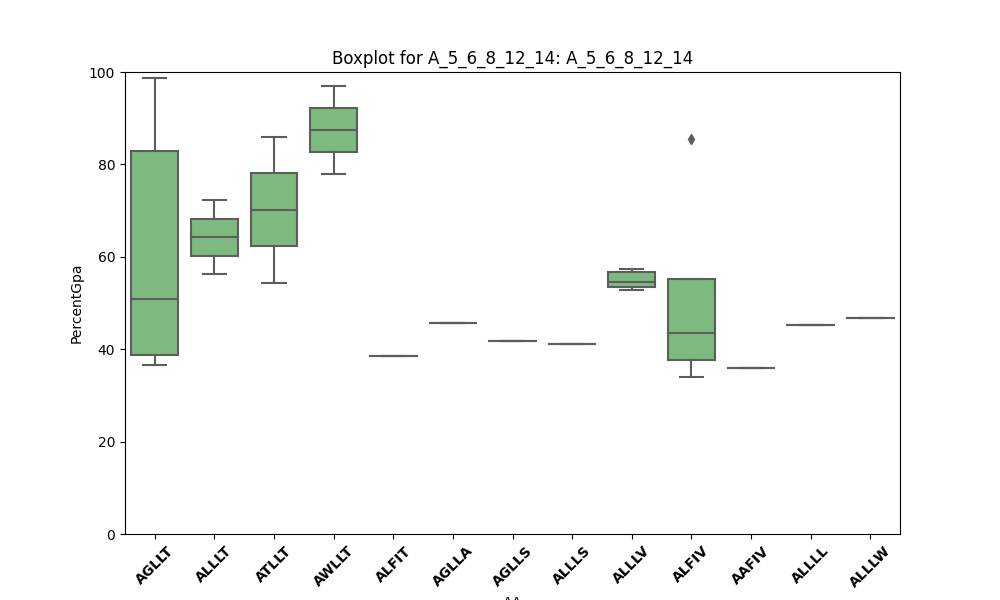 Boxplot for A_5_6_8_12_14: A_5_6_8_12_14
100
80
60
40
20
0
PercentGpa
AGLLT ALLLT ATLLT AWLLT ALFIT AGLLA AGLLS ALLLS ALLLV ALFIV AAFIV ALLLL ALLLW
AA